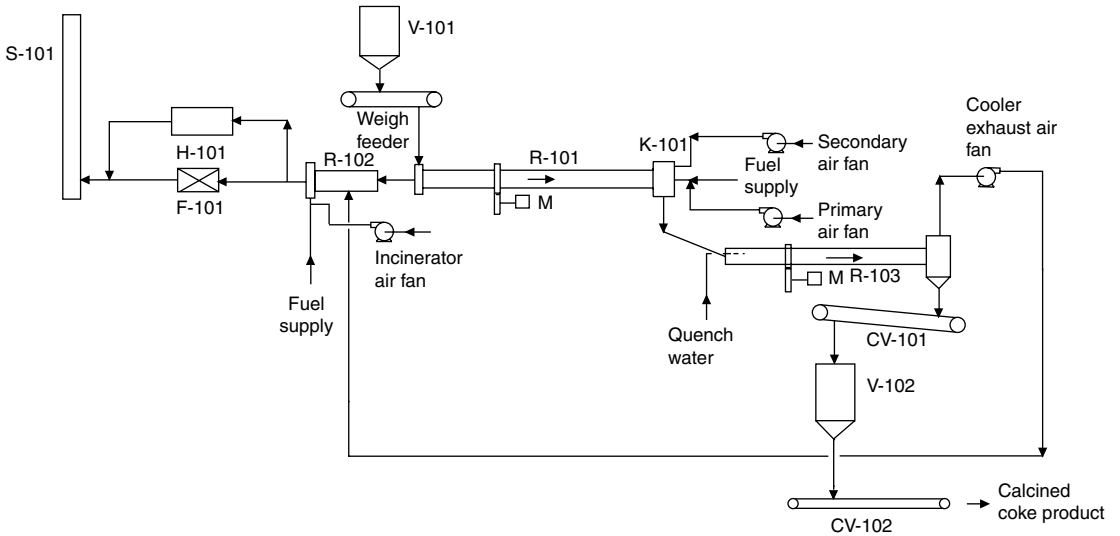 V-101
S-101
Weigh
feeder
H-101
R-102
F-101
R-101
K-101
M
Secondary
air fan
Fuel
supply
Primary
air fan
Cooler
exhaust air
fan
Incinerator
air fan
Fuel
supply
M
R-103
Quench
water
CV-101
V-102
Calcined
coke product
CV-102